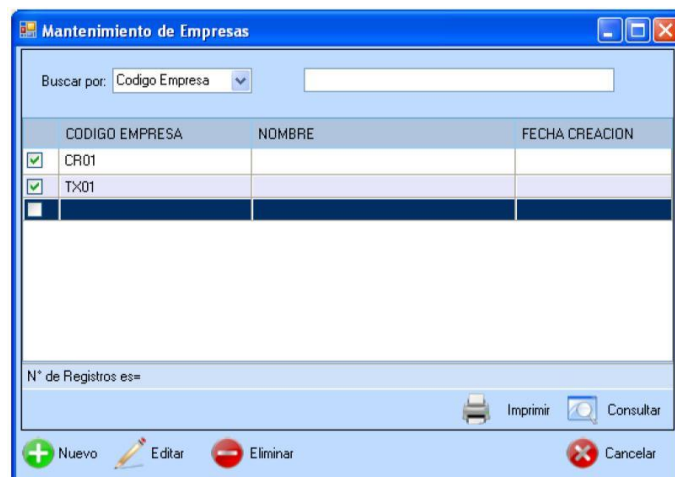 Mantenimiento de Empresas
Buscar por: Codigo Empresa
CODIGO EMPRESA NOMBRE FECHA CREACION
CR01
TX01
N° de Registros es=
Imprimir Consultar
Nuevo Editar Eliminar Cancelar